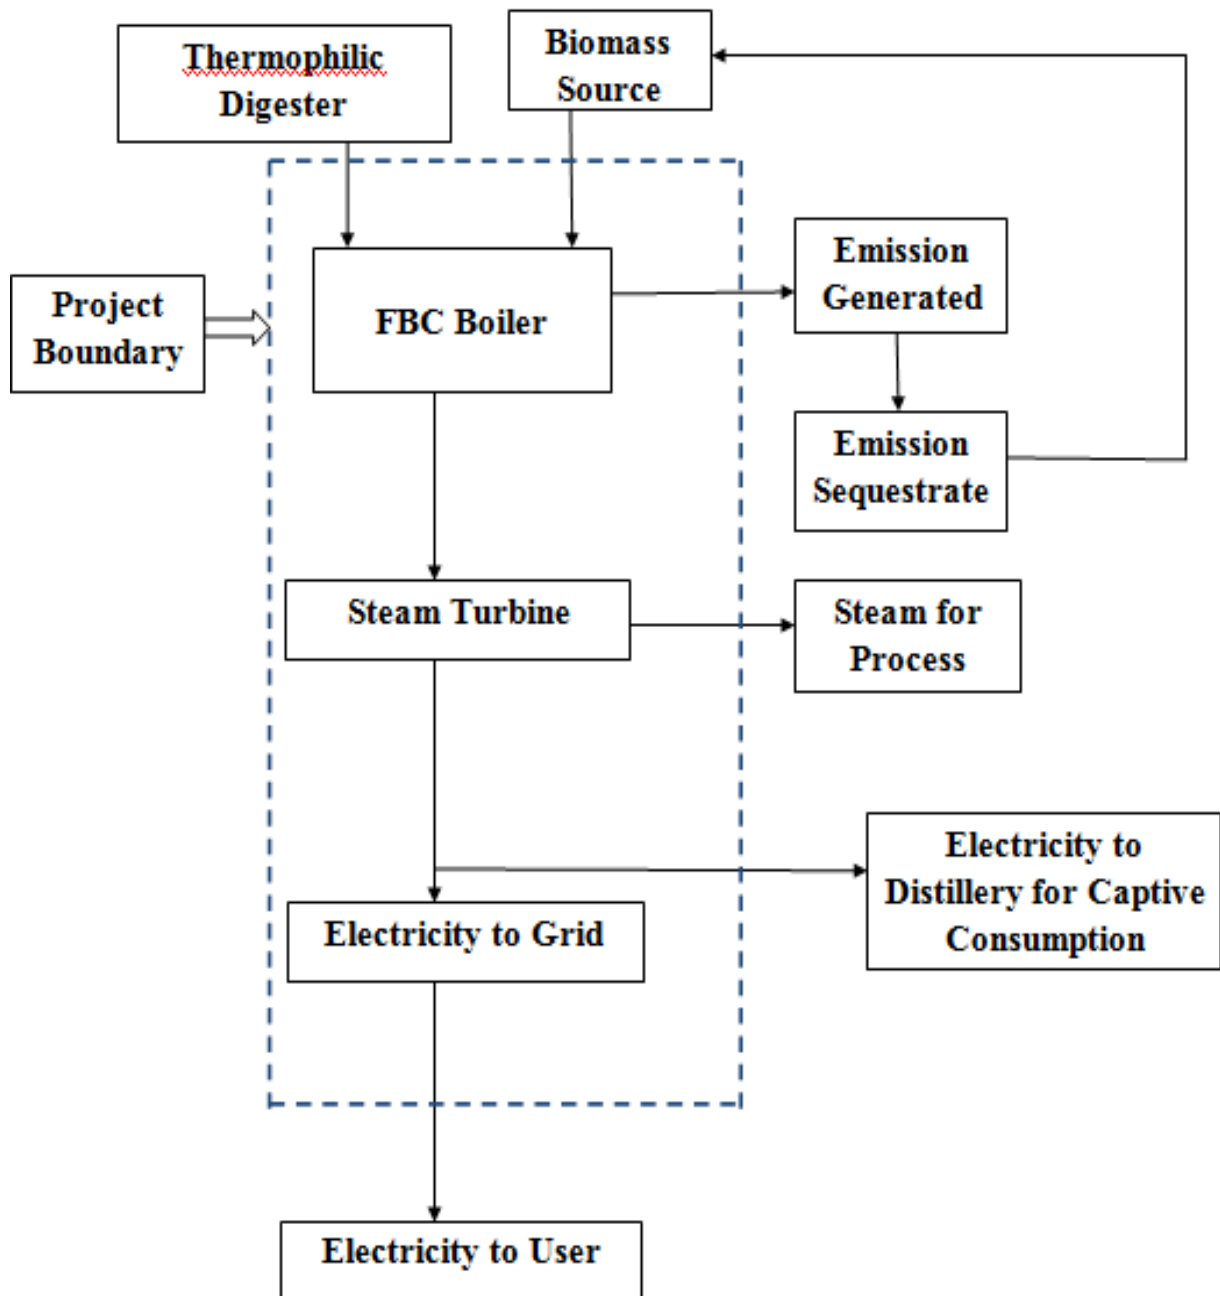 Thermophilic
Digester
Biomass
Source
Project
Boundary
FBC Boiler
Emission
Generated
Emission
Sequestrate
Steam Turbine
Steam for
Process
Electricity to
Distillery for Captive
Consumption
Electricity to Grid
Electricity to User